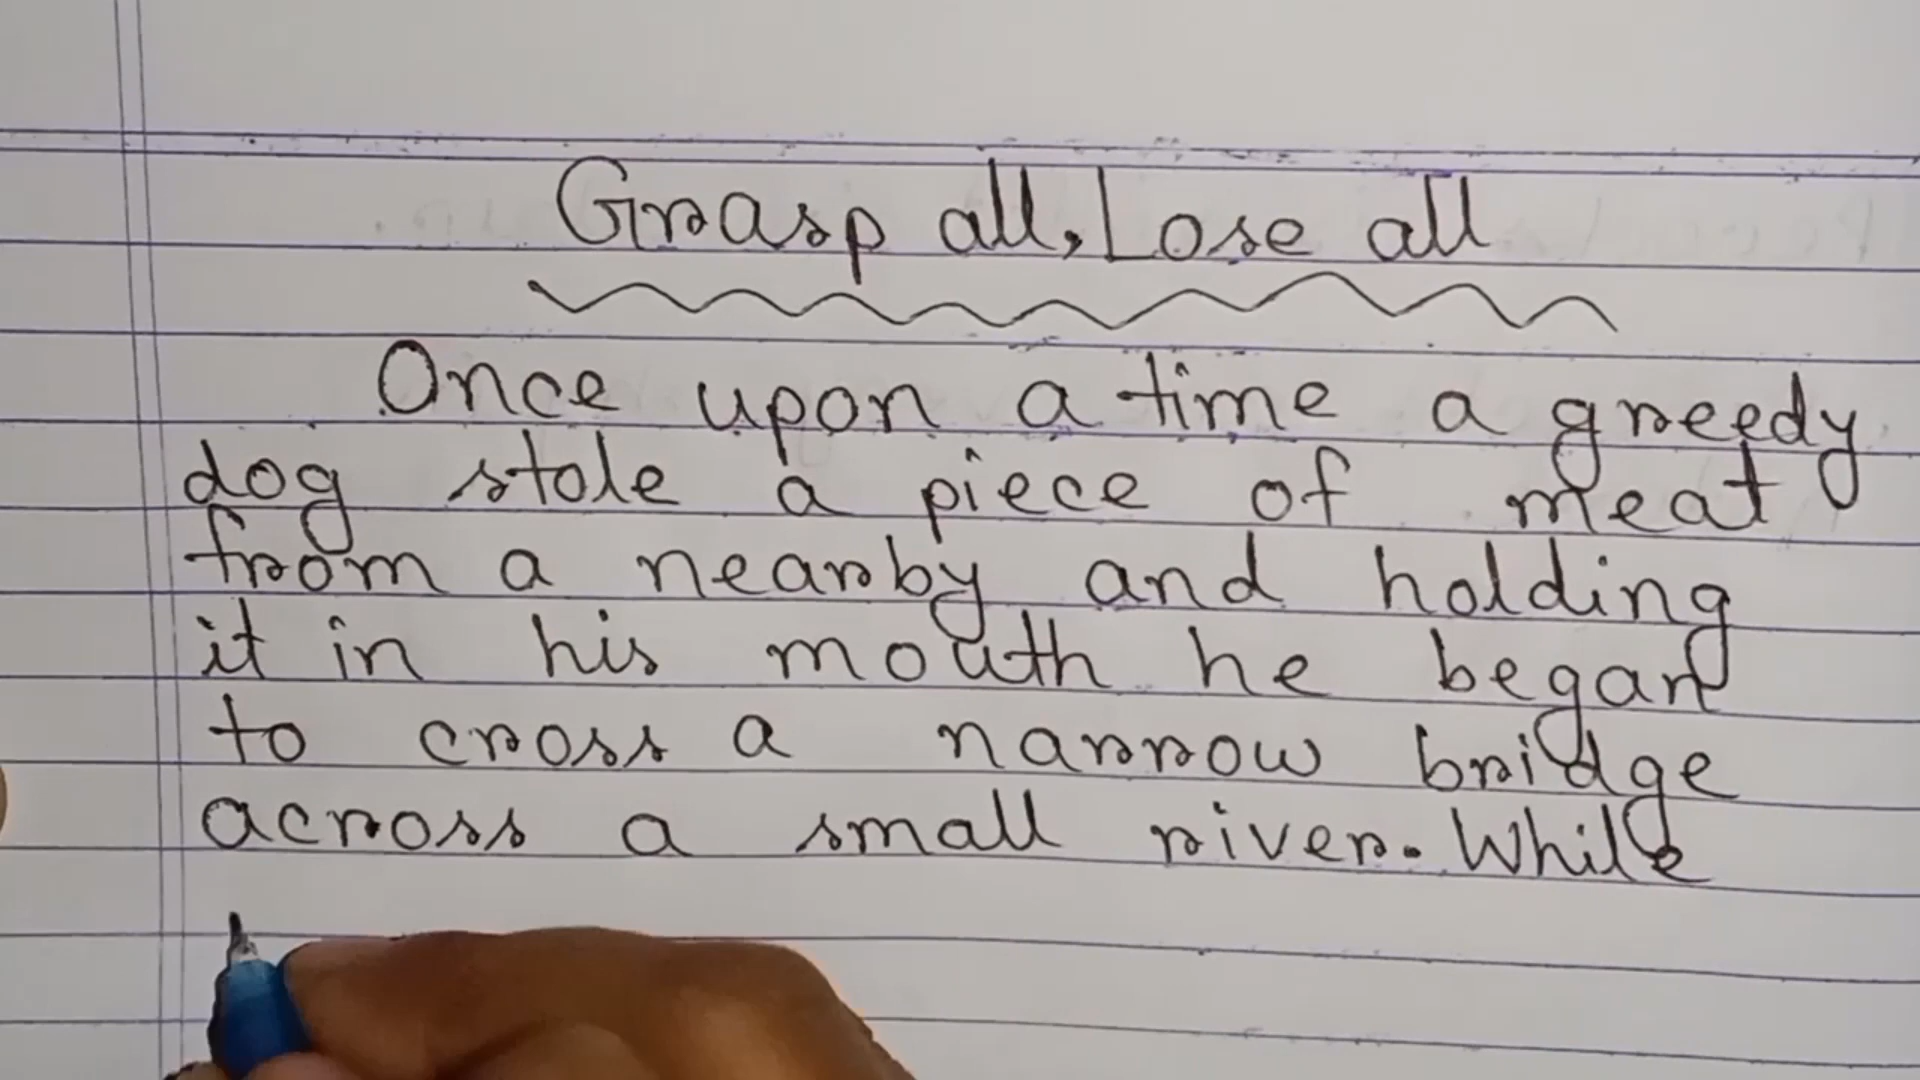 Grasp all, Lose all
Once upon a time a greedy
dog stole a piece of meat
from a nearby and holding
it in his mouth he began
to cross a narrow bridge
across a small river. While